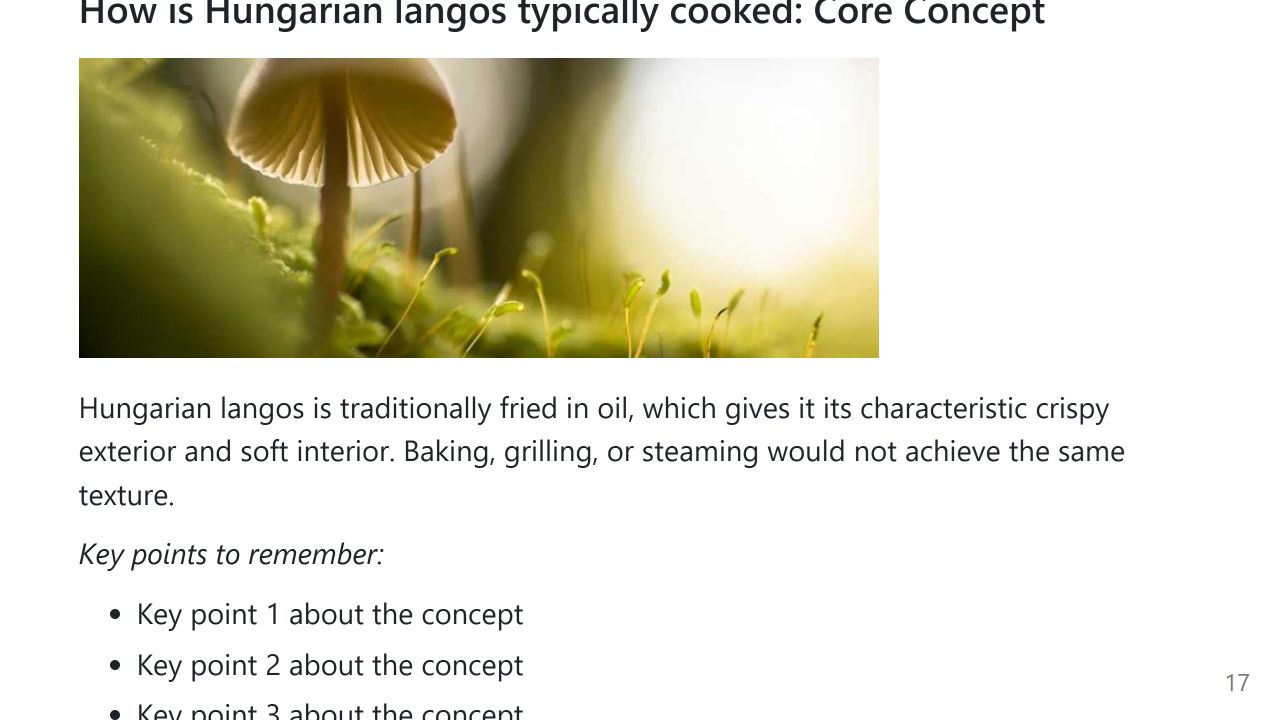 How is Hungarian langos typically cooked: Core Concept
Hungarian langos is traditionally fried in oil, which gives it its characteristic crispy
exterior and soft interior. Baking, grilling, or steaming would not achieve the same
texture.
Key points to remember:
Key point 1 about the concept
Key point 2 about the concept
Key point 3 about the concept
17